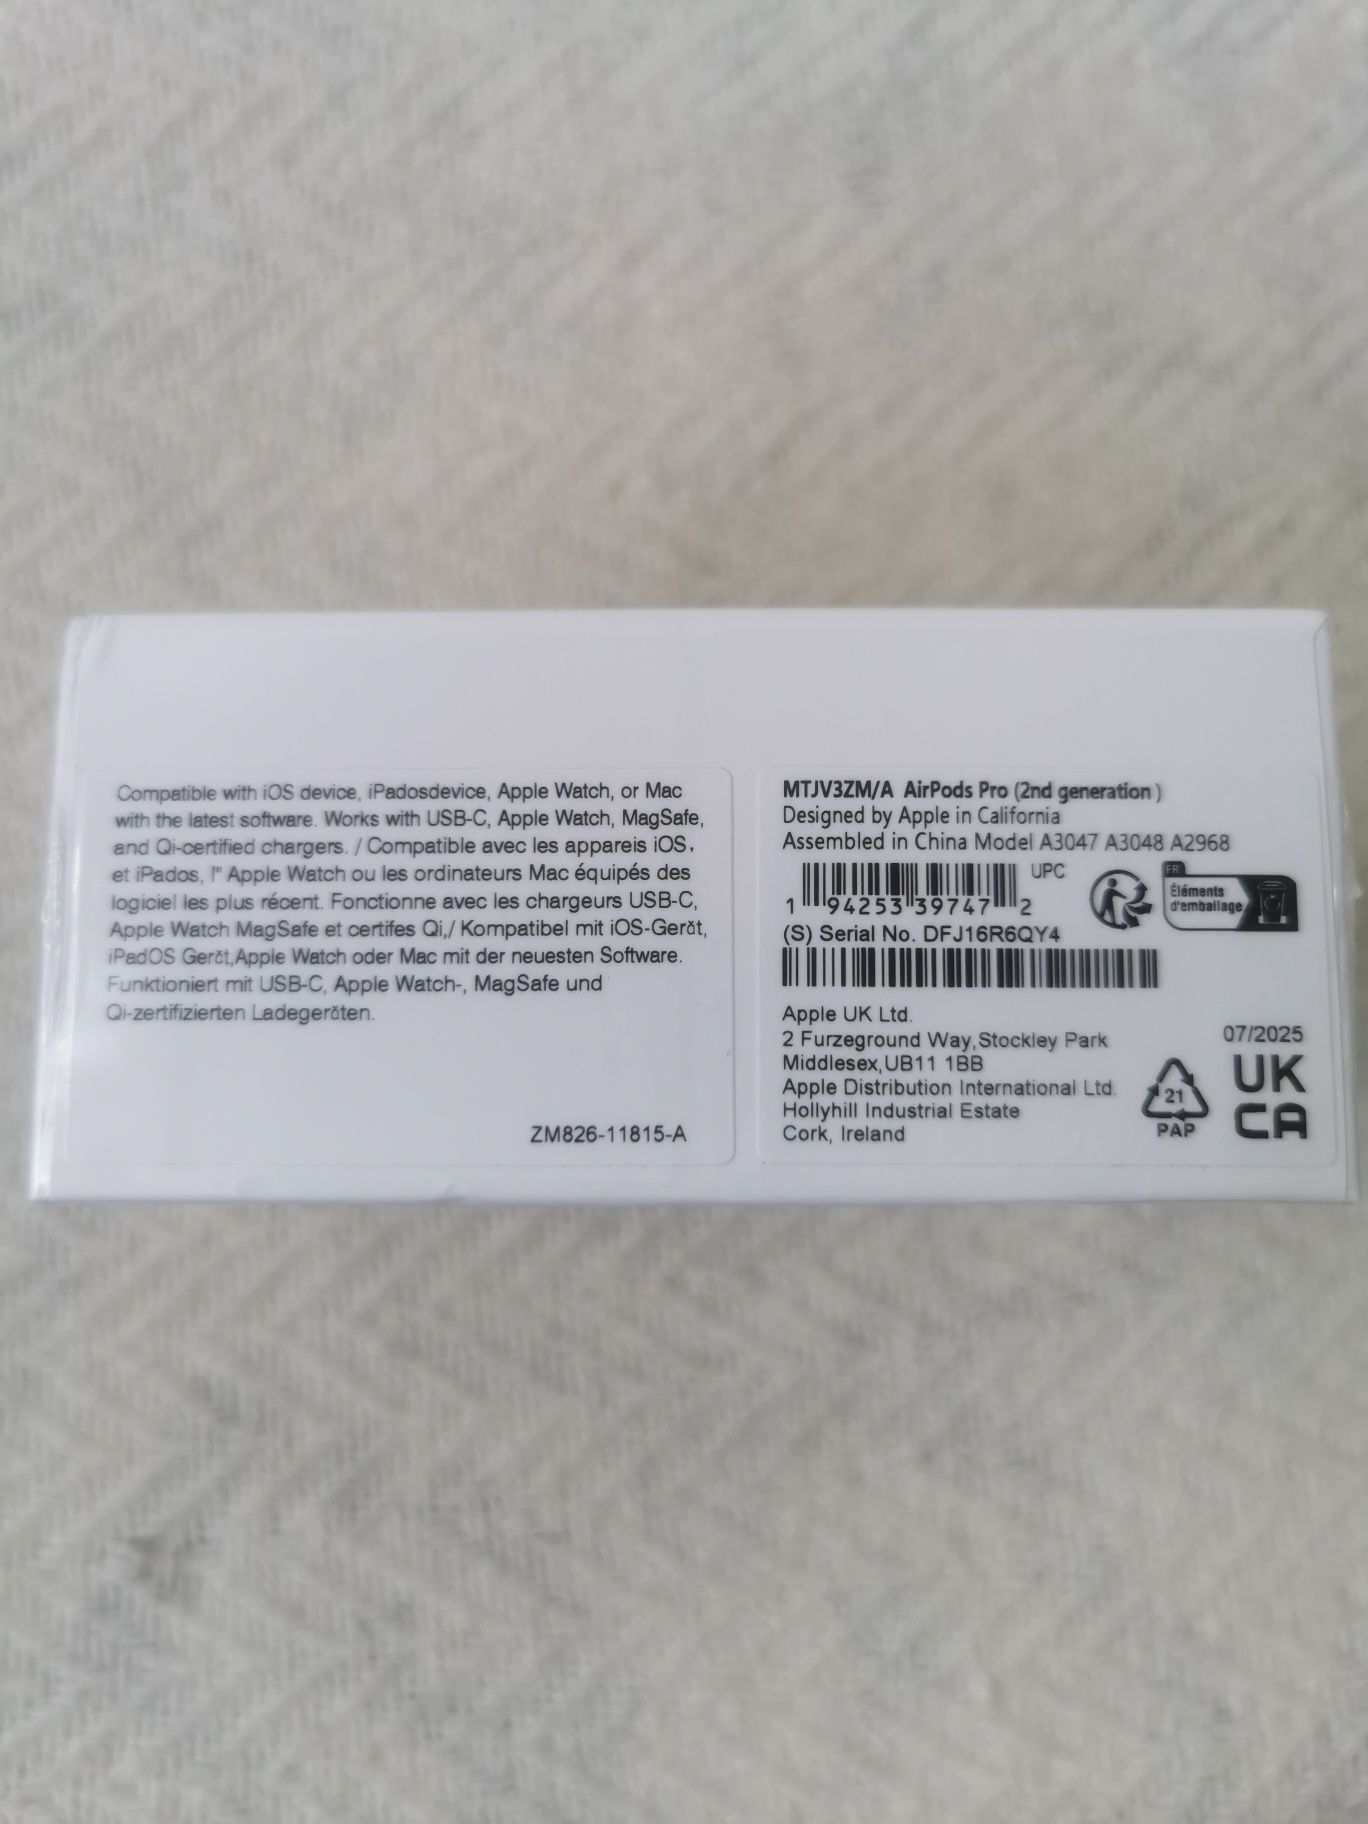 Compatible with iOS device, iPadosdevice, Apple Watch, or Mac
with the latest software. Works with USB-C, Apple Watch, MagSafe,
and Qi-certified chargers. / Compatible avec les appareis iOS,
et iPados, l" Apple Watch ou les ordinateurs Mac équipés des
logiciel les plus récent. Fonctionne avec les chargeurs USB-C,
Apple Watch MagSafe et certifes Qi,/ Kompatibel mit iOS-Gerǎt,
iPadOS Gerǎt,Apple Watch oder Mac mit der neuesten Software.
Funktioniert mit USB-C, Apple Watch-, MagSafe und
Qi-zertifizierten Ladegerǒten.
ZM826-11815-A
MTJV3ZM/A AirPods Pro (2nd generation )
Designed by Apple in California
Assembled in China Model A3047 A3048 A2968
UPC
1 94253 39747 2
FR
Éléments
d'emballage
(S) Serial No. DFJ16R6QY4
Apple UK Ltd.
2 Furzeground Way,Stockley Park
Middlesex,UB11 1BB
Apple Distribution International Ltd.
Hollyhill Industrial Estate
Cork, Ireland
21
PAP
07/2025
UK
CA